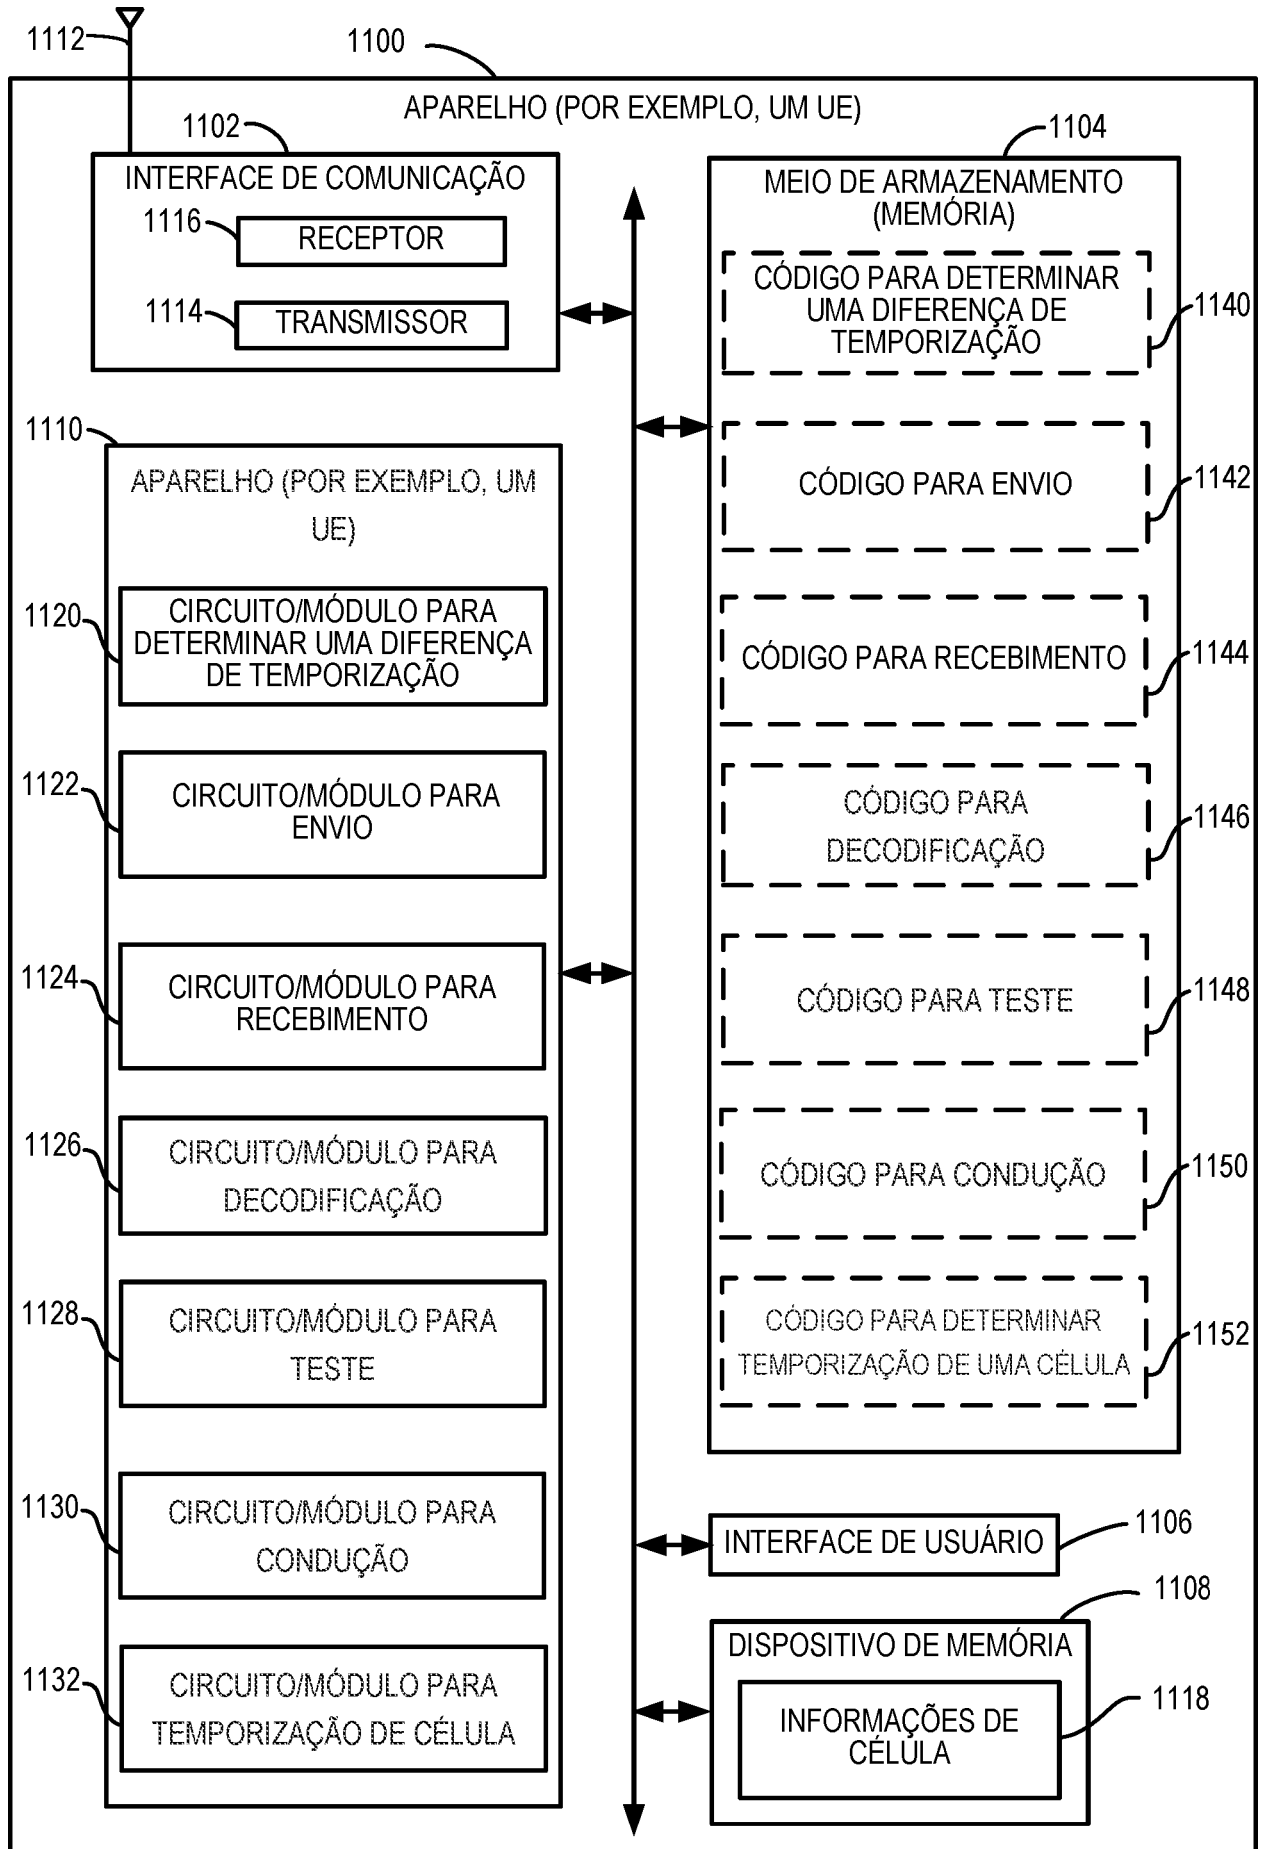 1112
1100
APARELHO (POR EXEMPLO, UM UE)
1102
INTERFACE DE COMUNICAÇÃO
1116
RECEPTOR
1114
TRANSMISSOR
1110
APARELHO (POR EXEMPLO, UM
UE)
1120
CIRCUITO/MÓDULO PARA
DETERMINAR UMA DIFERENÇA
DE TEMPORIZAÇÃO
1122
CIRCUITO/MÓDULO PARA
ENVIO
1124
CIRCUITO/MÓDULO PARA
RECEBIMENTO
1126
CIRCUITO/MÓDULO PARA
DECODIFICAÇÃO
1128
CIRCUITO/MÓDULO PARA
TESTE
1130
CIRCUITO/MÓDULO PARA
CONDUÇÃO
1132
CIRCUITO/MÓDULO PARA
TEMPORIZAÇÃO DE CÉLULA
1104
MEIO DE ARMAZENAMENTO
(MEMÓRIA)
CÓDIGO PARA DETERMINAR
UMA DIFERENÇA DE
TEMPORIZAÇÃO
1140
CÓDIGO PARA ENVIO
1142
CÓDIGO PARA RECEBIMENTO
1144
CÓDIGO PARA
DECODIFICAÇÃO
1146
CÓDIGO PARA TESTE
1148
CÓDIGO PARA CONDUÇÃO
1150
CÓDIGO PARA DETERMINAR
TEMPORIZAÇÃO DE UMA CÉLULA
1152
INTERFACE DE USUÁRIO
1106
1108
DISPOSITIVO DE MEMÓRIA
INFORMAÇÕES DE
CÉLULA
1118